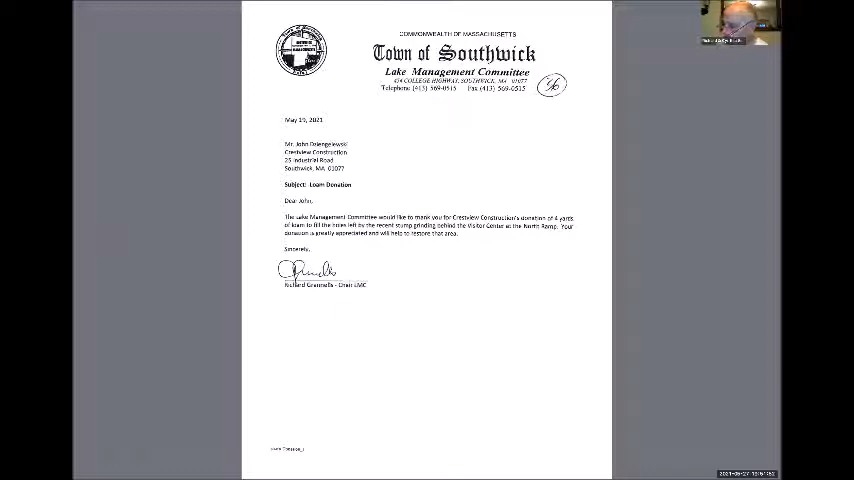 COMMONWEALTH OF MASSACHUSETTS
Town of Southwick
Lake Management Committee
454 COLLEGE HIGHWAY, SOUTHWICK, MA 01077
Telephone (413) 569-0515 Fax (413) 569-0515
May 19, 2021
Mr. John Dziengelewski
Crestview Construction
25 Industrial Road
Southwick, MA 01077
Subject: Loam Donation
Dear John,
The Lake Management Committee would like to thank you for Crestview Construction's donation of 4 yards
of loam to fill the holes left by the recent stump grinding behind the Visitor Center at the North Ramp. Your
donation is greatly appreciated and will help to restore that area.
Sincerely,
Richard Grannells - Chair LMC